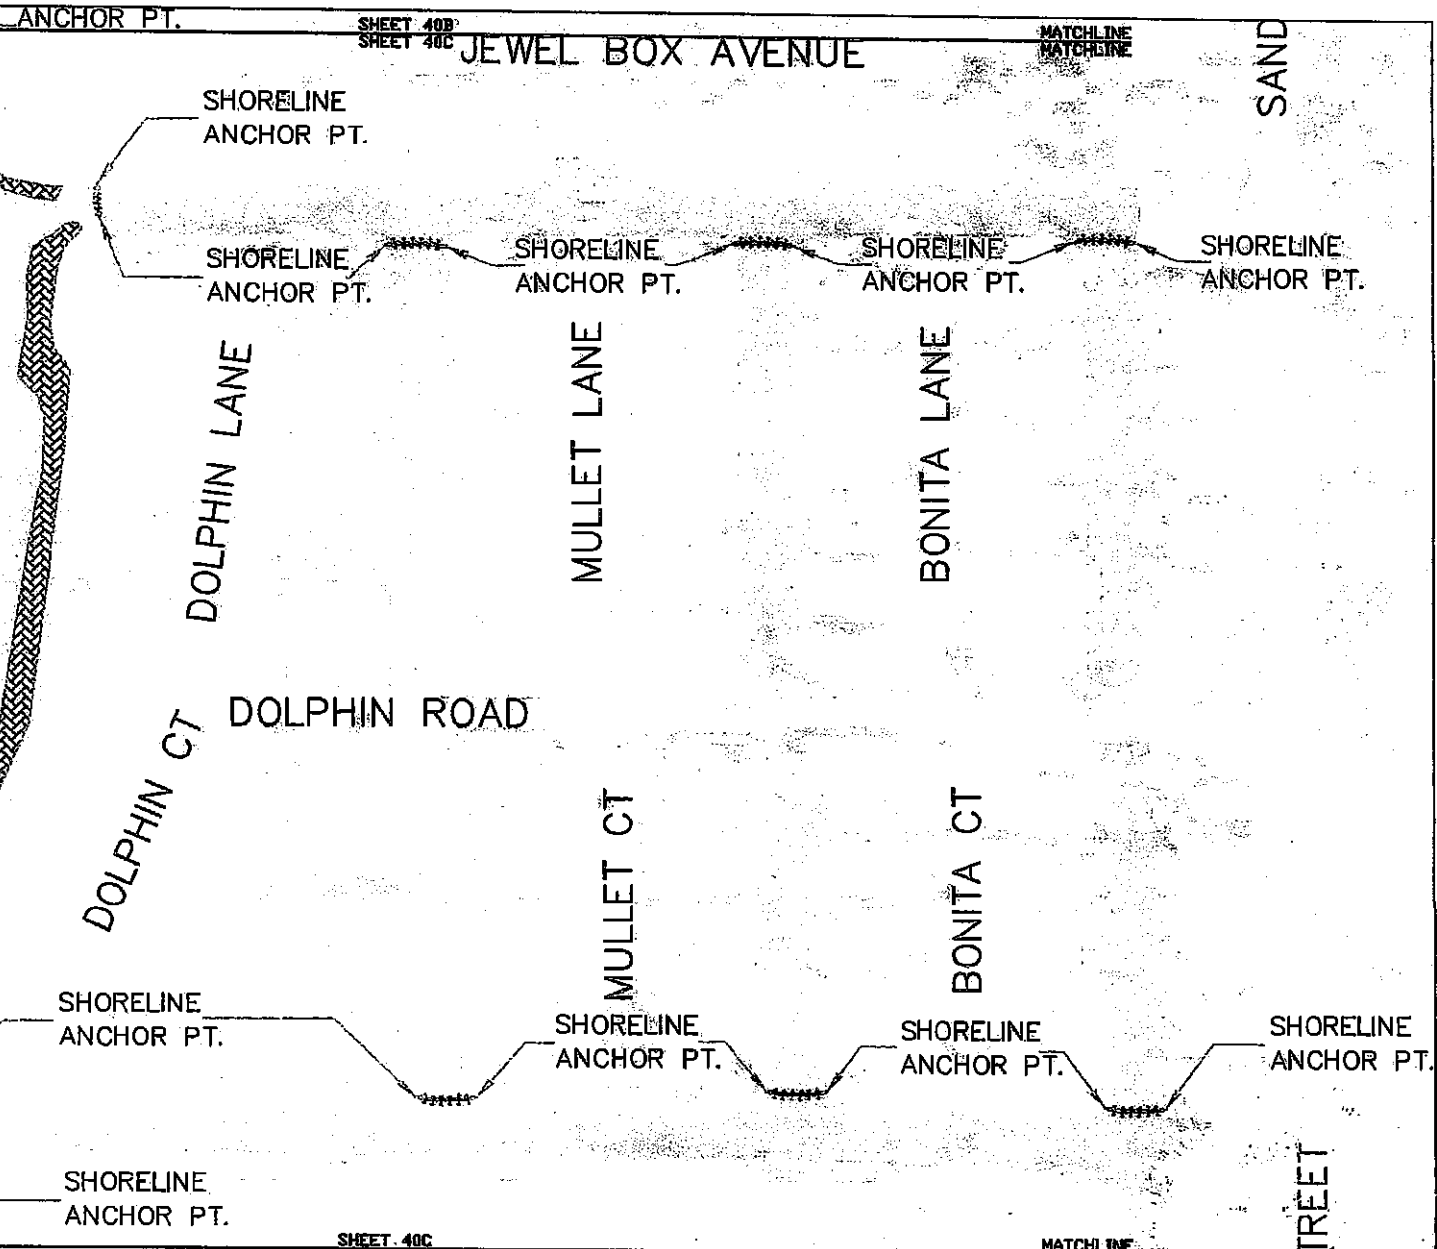 ANCHOR PT.
SHEET 40B
SHEET 40C
MATCHLINE
MATCHLINE
JEWEL BOX AVENUE
SAND
SHORELINE
ANCHOR PT.
SHORELINE
ANCHOR PT.
SHORELINE
ANCHOR PT.
SHORELINE
ANCHOR PT.
SHORELINE
ANCHOR PT.
DOLPHIN LANE
MULLET LANE
BONITA LANE
DOLPHIN ROAD
DOLPHIN CT
MULLET CT
BONITA CT
SHORELINE
ANCHOR PT.
SHORELINE
ANCHOR PT.
SHORELINE
ANCHOR PT.
SHORELINE
ANCHOR PT.
SHORELINE
ANCHOR PT.
TREET
SHEET 40C
MATCHLINE